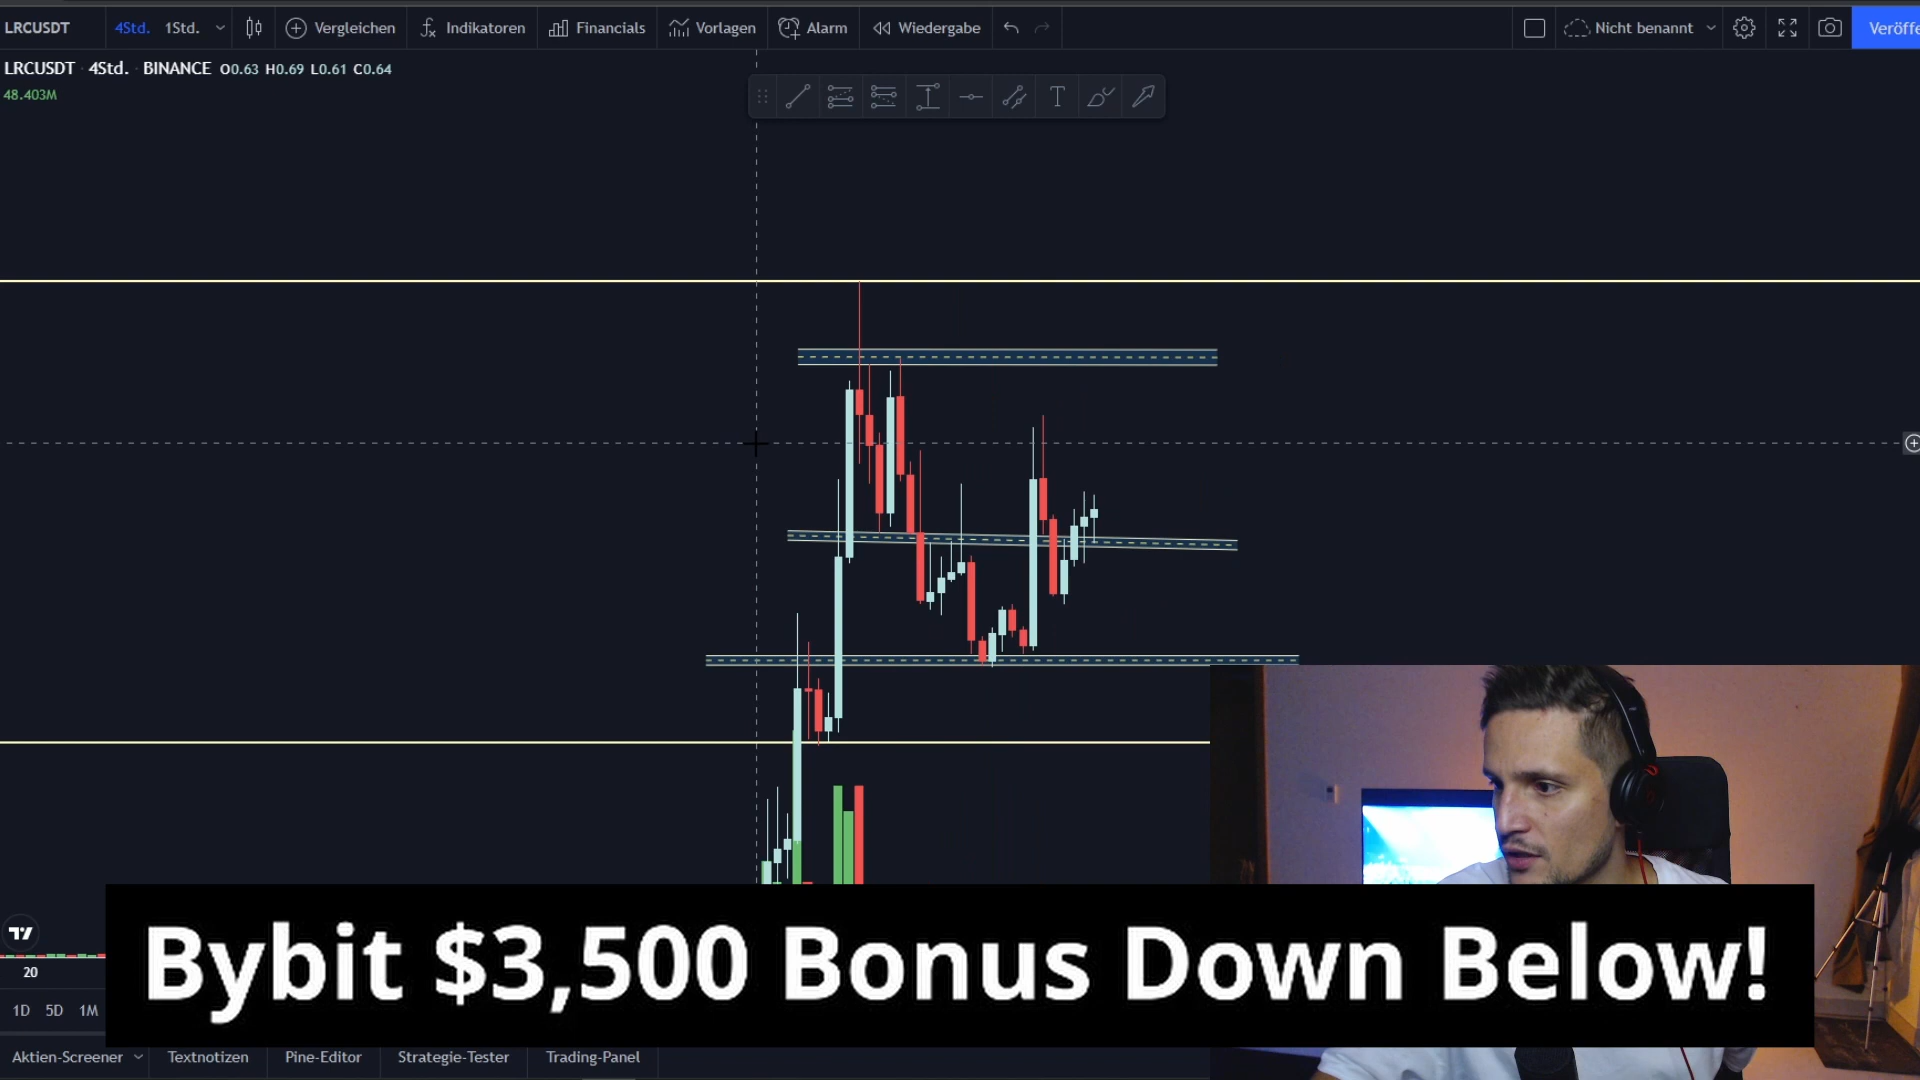 LRCUSDT
4Std. 1Std. Vergleichen Indikatoren Financials Vorlagen Alarm Wiedergabe
Nicht benannt
LRCUSDT · 4Std. · BINANCE O0.63 H0.69 L0.61 C0.64
48.403M
T
20
Bybit $3,500 Bonus Down Below!
1D 5D 1M
Aktien-Screener Textnotizen Pine-Editor Strategie-Tester Trading-Panel